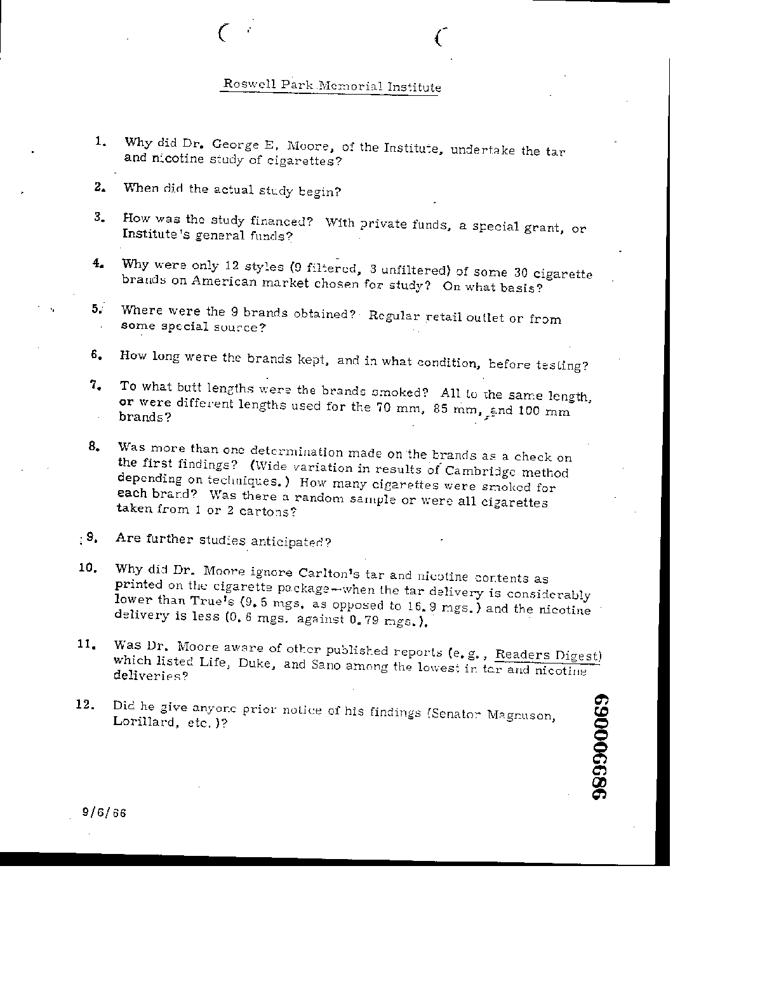 Roswell Park Memorial Institute
1. Why did Dr. George E. Moore, of the Institute, undertake the tar
and nicotine study of cigarettes?
2. When did the actual study begin?
3. How was the study financed? With private funds, a special grant, or
Institute's general funds?
4. Why were only 12 styles (9 filtered, 3 unfiltered) of some 30 cigarette
brands on American market chosen for study? On what basis?
5. Where were the 9 brands obtained? Regular retail outlet or from
some special source?
6. How long were the brands kept, and in what condition, before testing?
7. To what butt lengths were the brands smoked? All to the same length,
or were different lengths used for the 70 mm, 85 mm, and 100 mm
brands?
8. Was more than one determination made on the brands as a check on
the first findings? (Wide variation in results of Cambridge method
depending on techniques.) How many cigarettes were smoked for
each brand? Was there a random sample or were all cigarettes
taken from 1 or 2 cartons?
9. Are further studies anticipated?
10. Why did Dr. Moore ignore Carlton's tar and nicotine contents as
printed on the cigarette package--when the tar delivery is considerably
lower than True's (9.5 mgs. as opposed to 16.9 mgs.) and the nicotine
delivery is less (0.6 mgs. against 0.79 mgs.).
11. Was Dr. Moore aware of other published reports (e.g., Readers Digest)
which listed Life, Duke, and Sano among the lowest in tar and nicotine
deliveries?
12. Did he give anyone prior notice of his findings (Senator Magnuson,
Lorillard, etc.)?
690006686
9/6/66